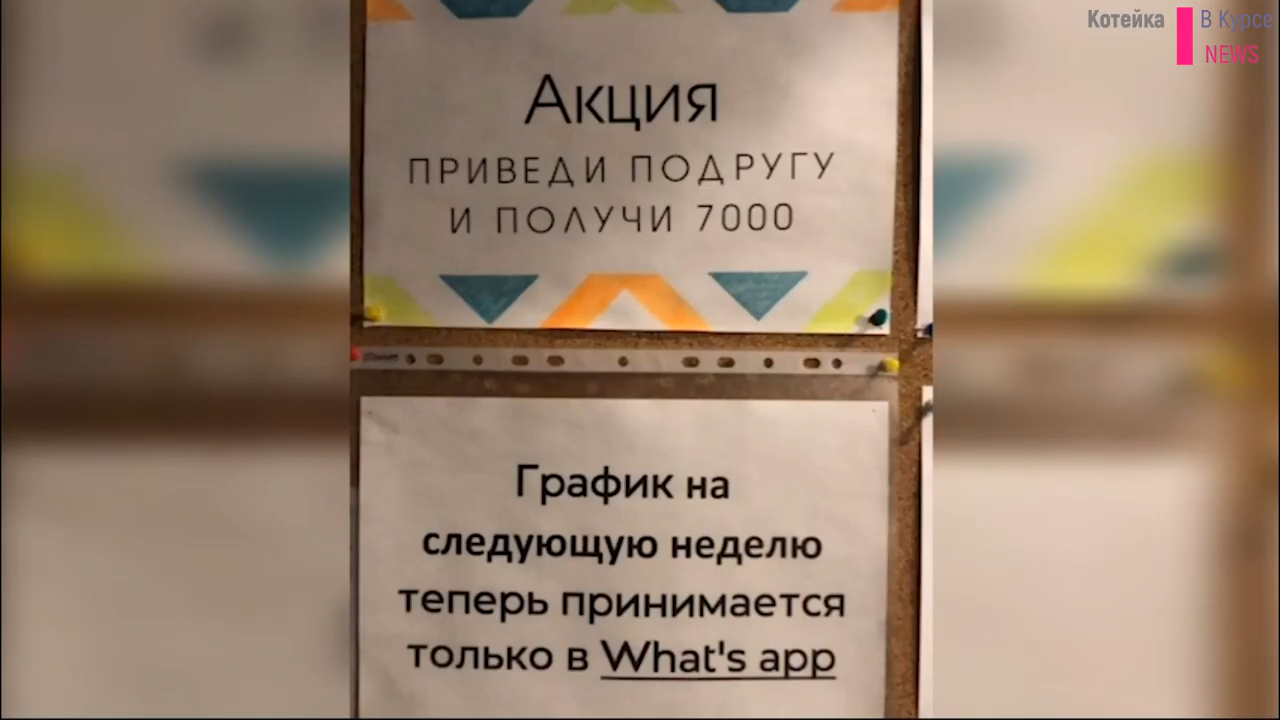 Котейка
В Курсе
NEWS
Акция
ПРИВЕДИ ПОДРУГУ
И ПОЛУЧИ 7000
График на
следующую неделю
теперь принимается
только в What's app